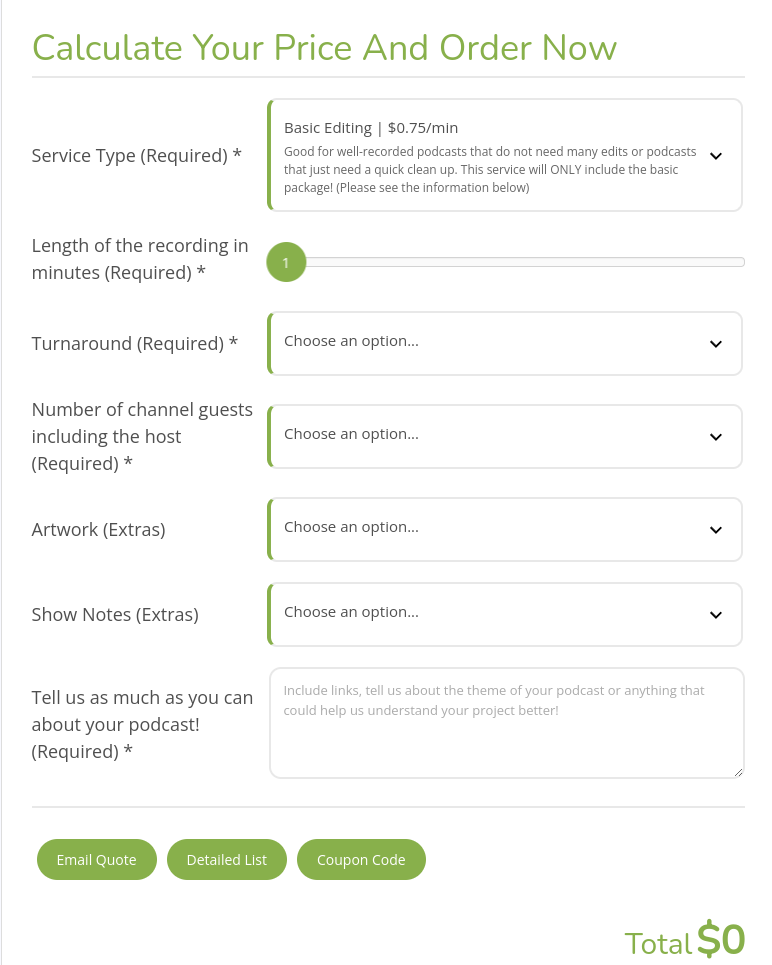 Calculate Your Price And Order Now
Service Type (Required) *
Basic Editing | $0.75/min
Good for well-recorded podcasts that do not need many edits or podcasts
that just need a quick clean up. This service will ONLY include the basic
package! (Please see the information below)
Length of the recording in
minutes (Required) *
1
Turnaround (Required) *
Choose an option...
Number of channel guests
including the host
(Required) *
Choose an option...
Artwork (Extras)
Choose an option...
Show Notes (Extras)
Choose an option...
Tell us as much as you can
about your podcast!
(Required) *
Include links, tell us about the theme of your podcast or anything that
could help us understand your project better!
Email Quote
Detailed List
Coupon Code
Total $0